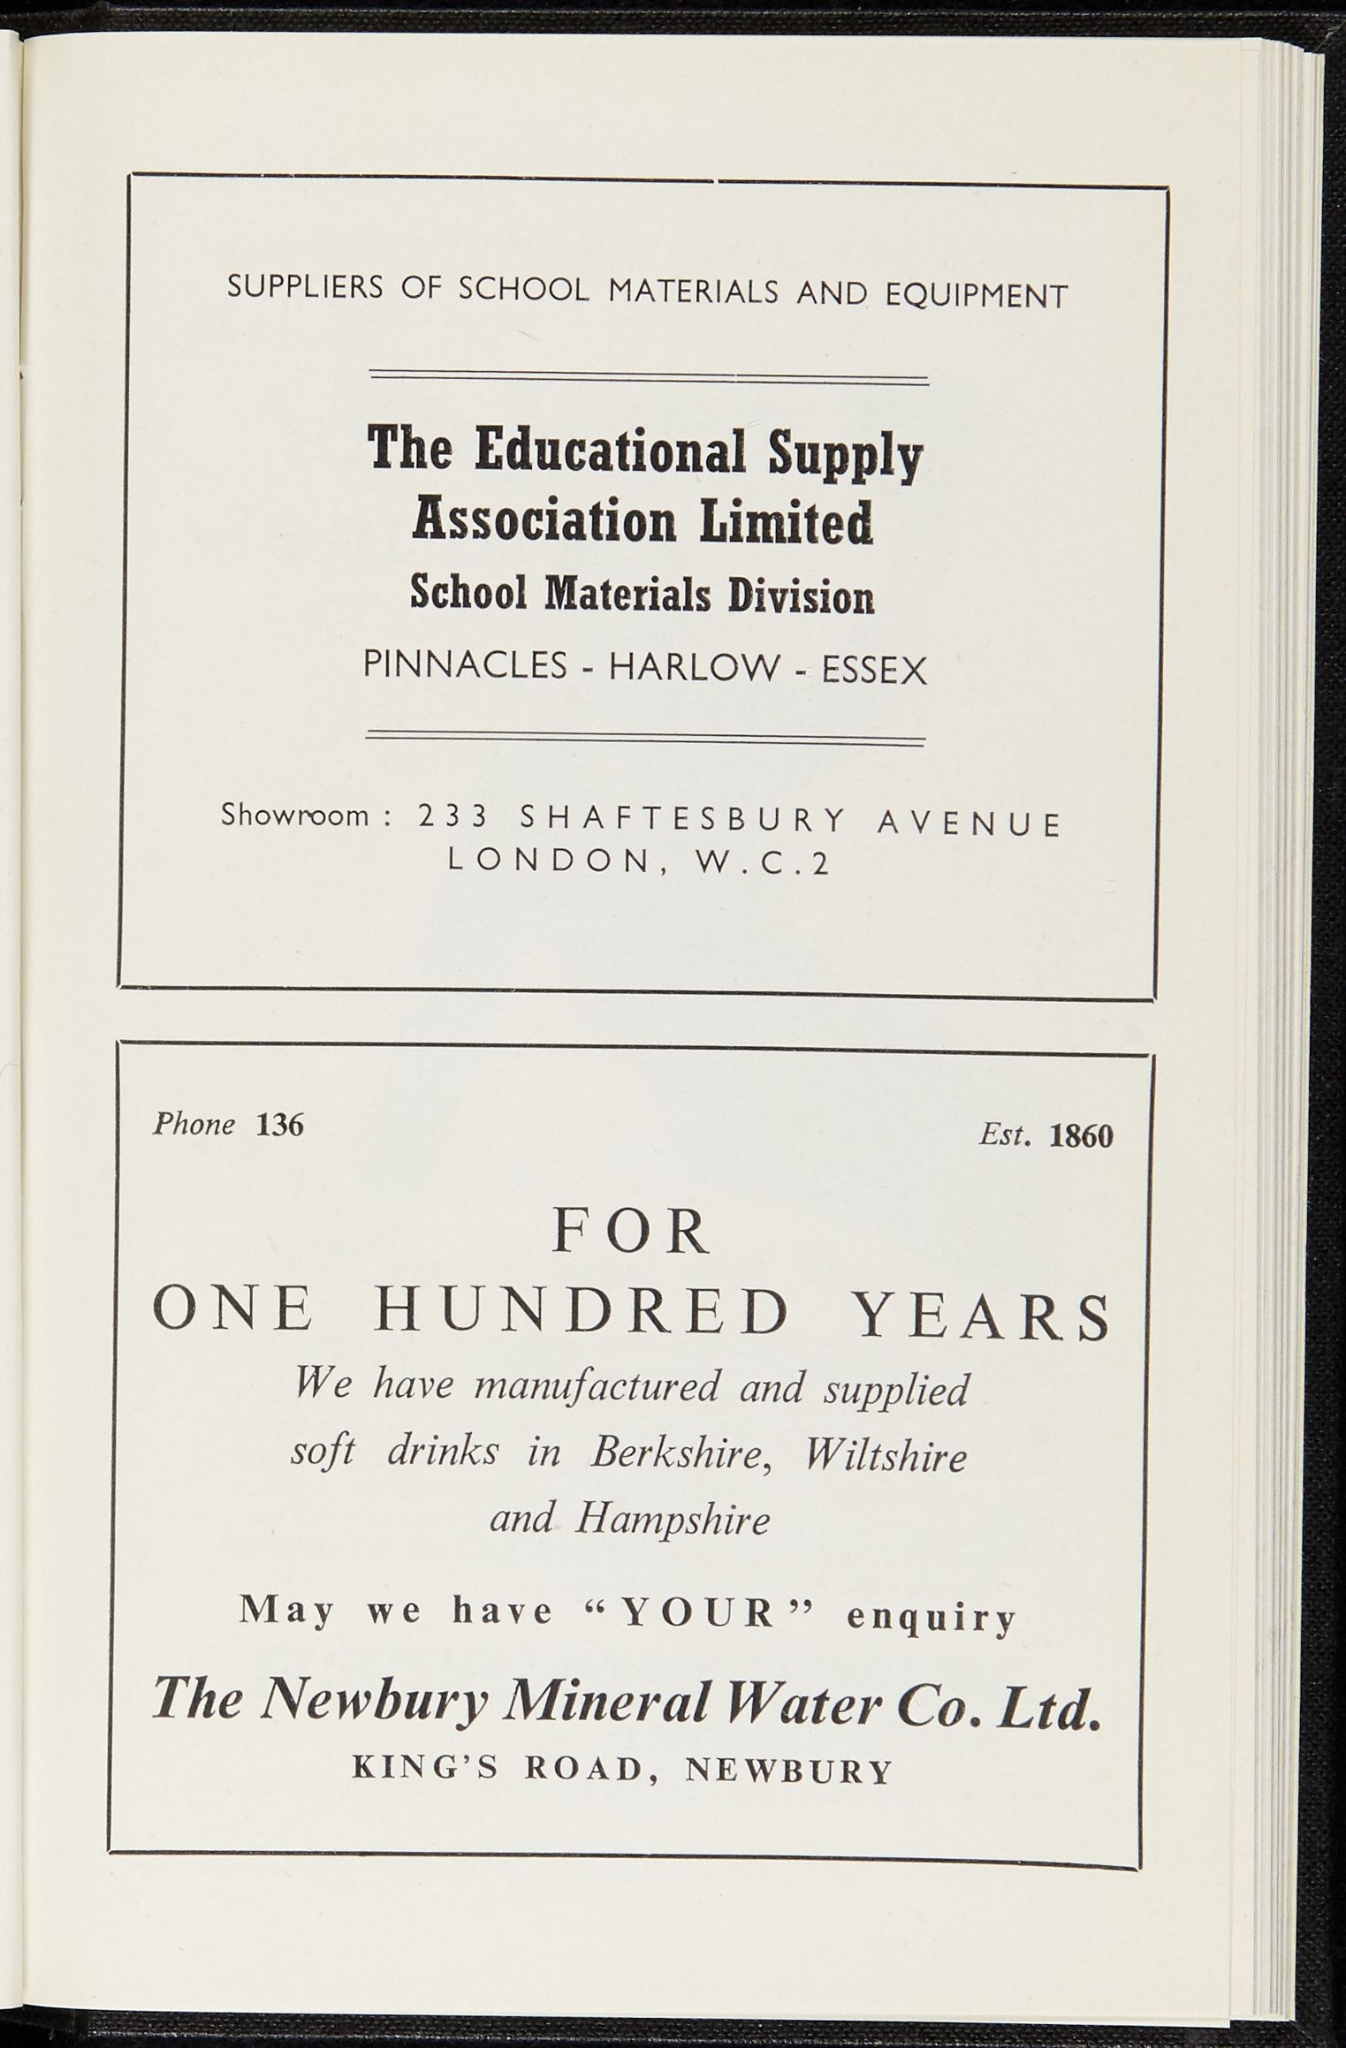 SUPPLIERS OF SCHOOL MATERIALS AND EQUIPMENT
The Educational Supply
Association Limited
School Materials Division
PINNACLES - HARLOW - ESSEX
Showroom : 233 SHAFTESBURY AVENUE
LONDON, W.C.2
Phone 136 Est. 1860
FOR
ONE HUNDRED YEARS
We have manufactured and supplied
soft drinks in Berkshire, Wiltshire
and Hampshire
May we have “YOUR” enquiry
The Newbury Mineral Water Co. Ltd.
KING'S ROAD, NEWBURY